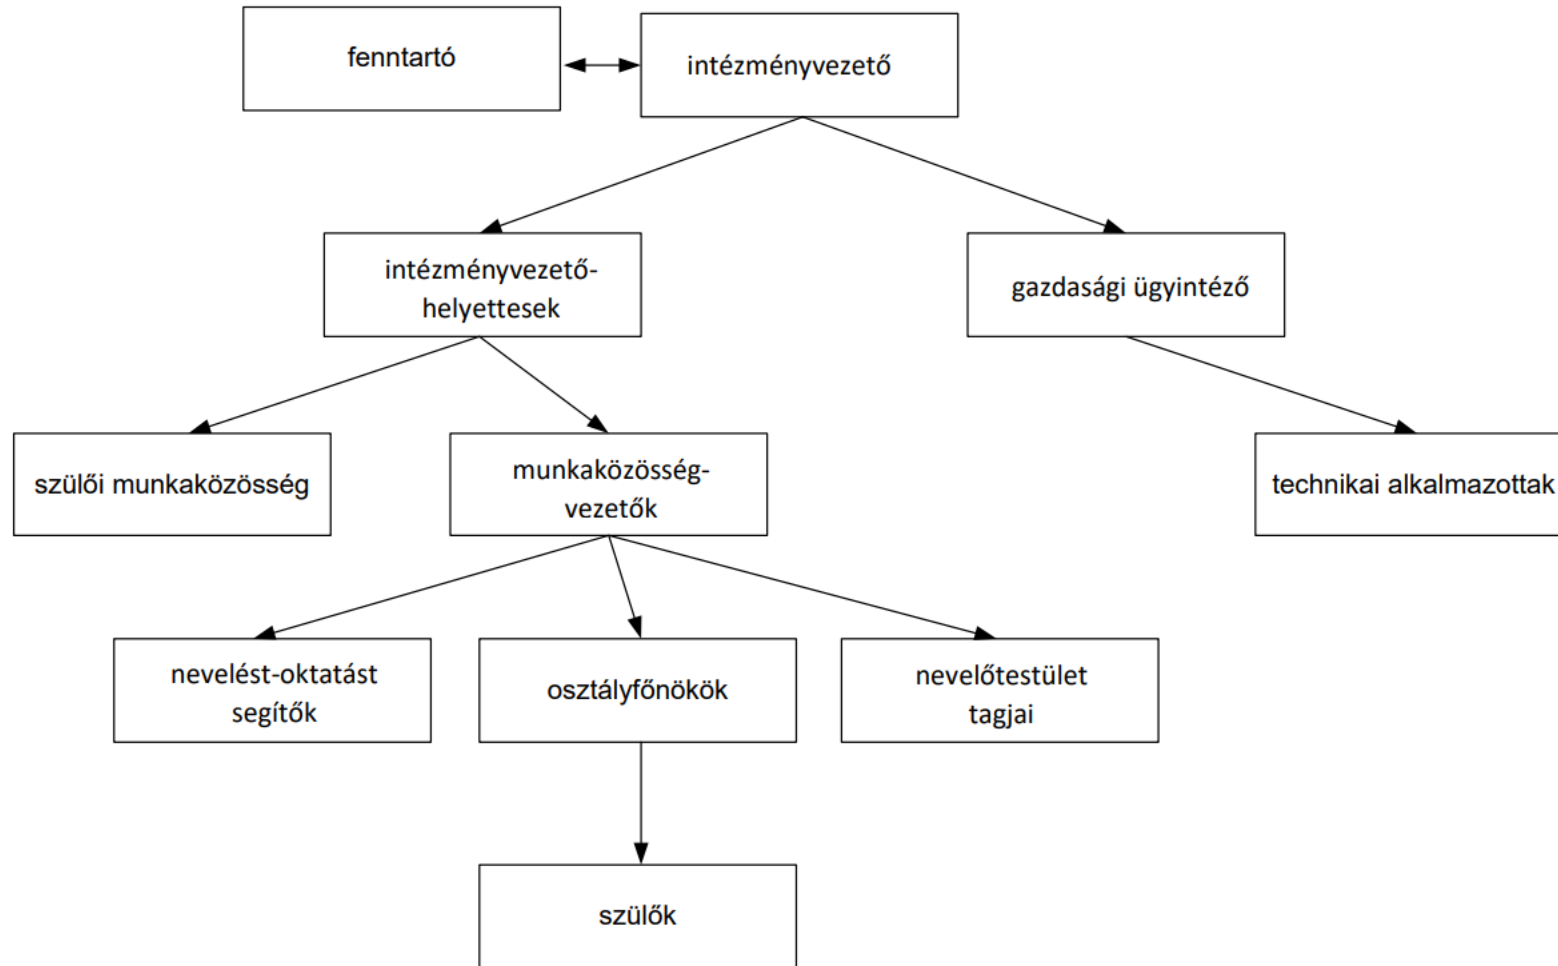 fenntartó
intézményvezető
intézményvezető-
helyettesek
gazdasági ügyintéző
szülői munkaközösség
munkaközösség-
vezetők
technikai alkalmazottak
nevelést-oktatást
segítők
osztályfőnökök
nevelőtestület
tagjai
szülők